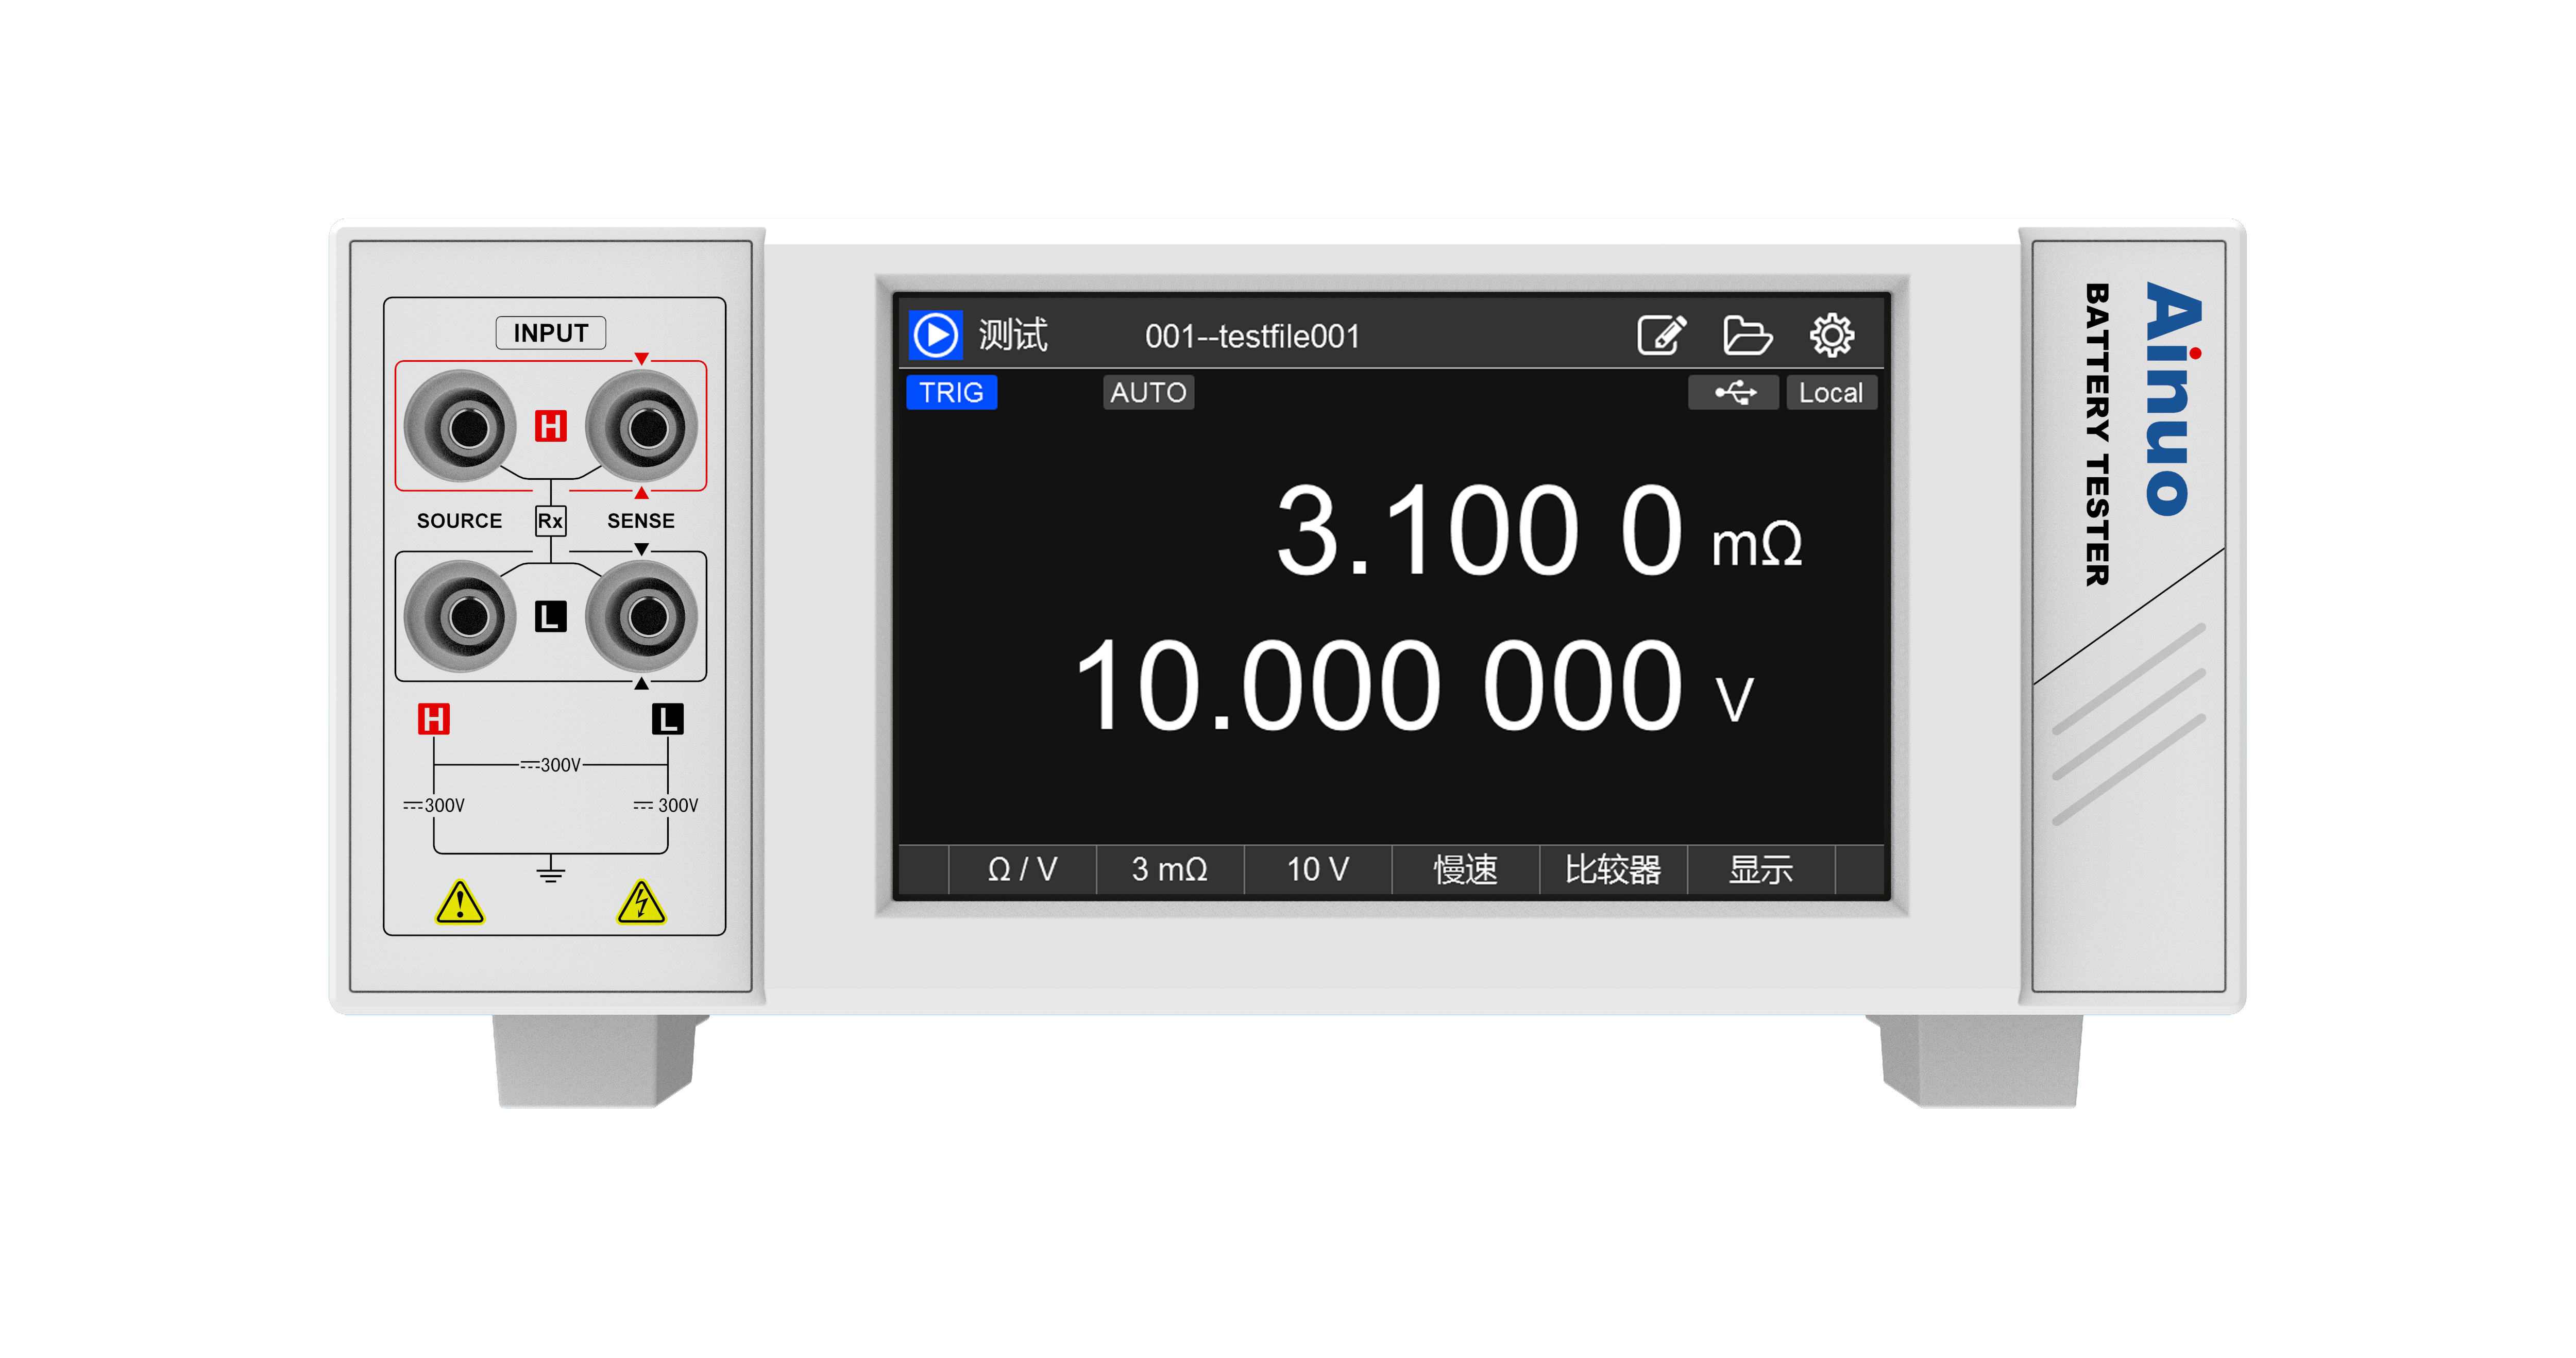 INPUT
H
SOURCE Rx SENSE
L
H L
⎓300V
⎓300V ⎓ 300V
测试 001--testfile001
TRIG AUTO Local
3.100 0 mΩ
10.000 000 V
Ω / V 3 mΩ 10 V 慢速 比较器 显示
Ainuo
BATTERY TESTER